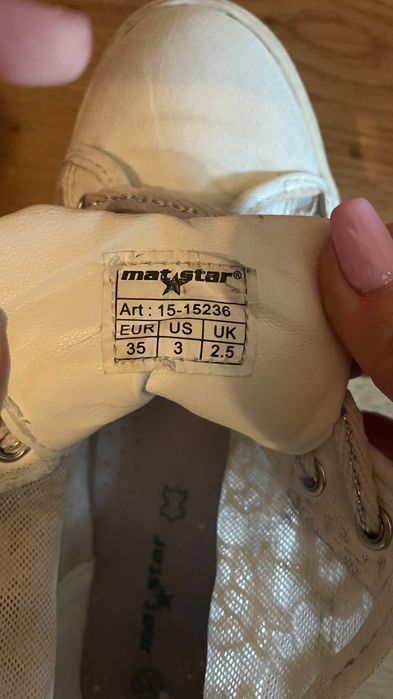 mat star®
Art : 15-15236
EUR US UK
35 3 2.5
mat star